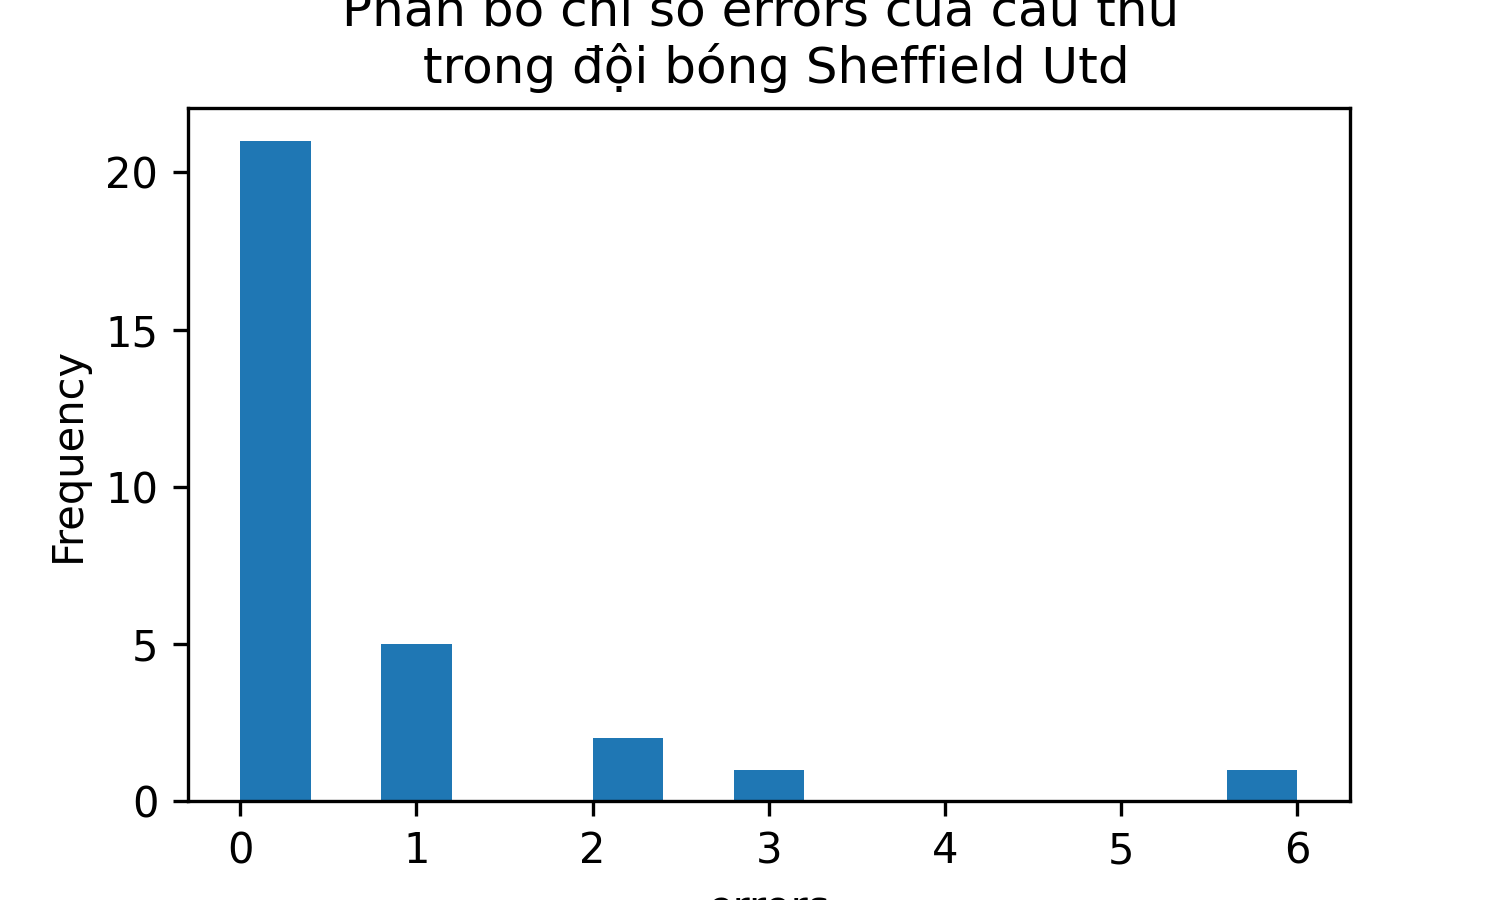 Phân bố chỉ số errors của cầu thủ
trong đội bóng Sheffield Utd
Frequency
20
15
10
5
0
0 1 2 3 4 5 6
errors